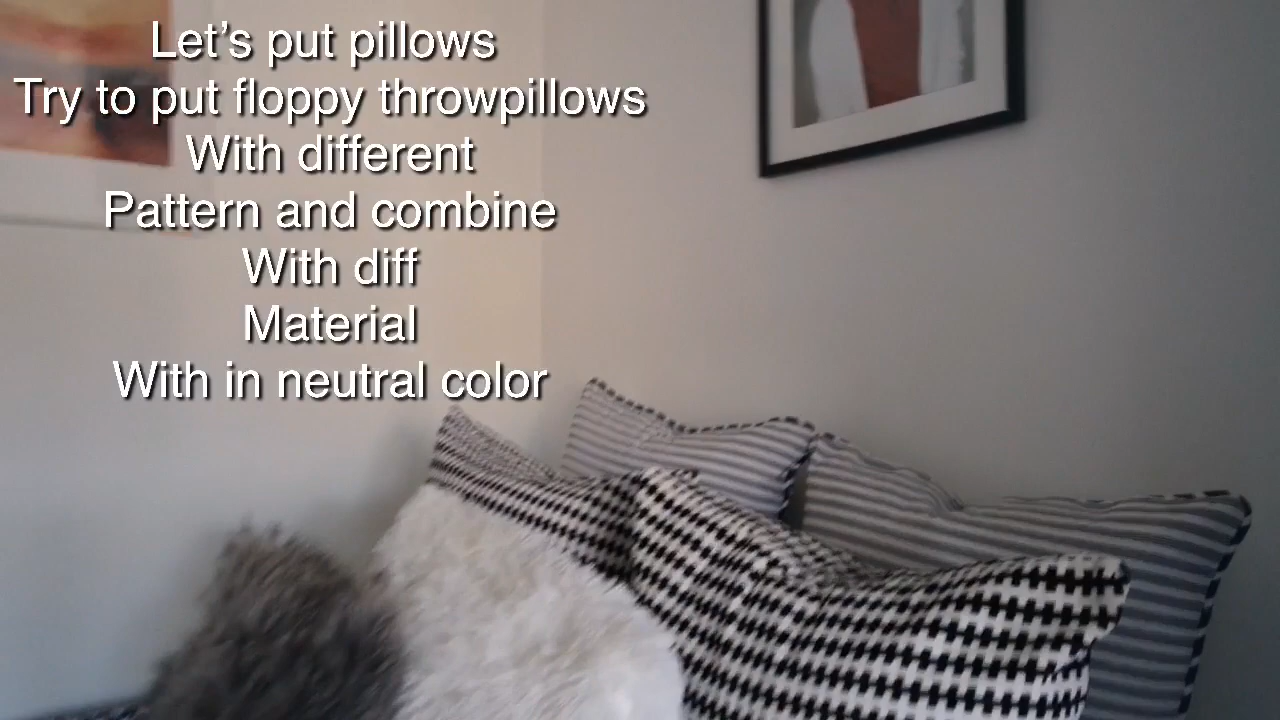 Let’s put pillows
Try to put floppy throwpillows
With different
Pattern and combine
With diff
Material
With in neutral color